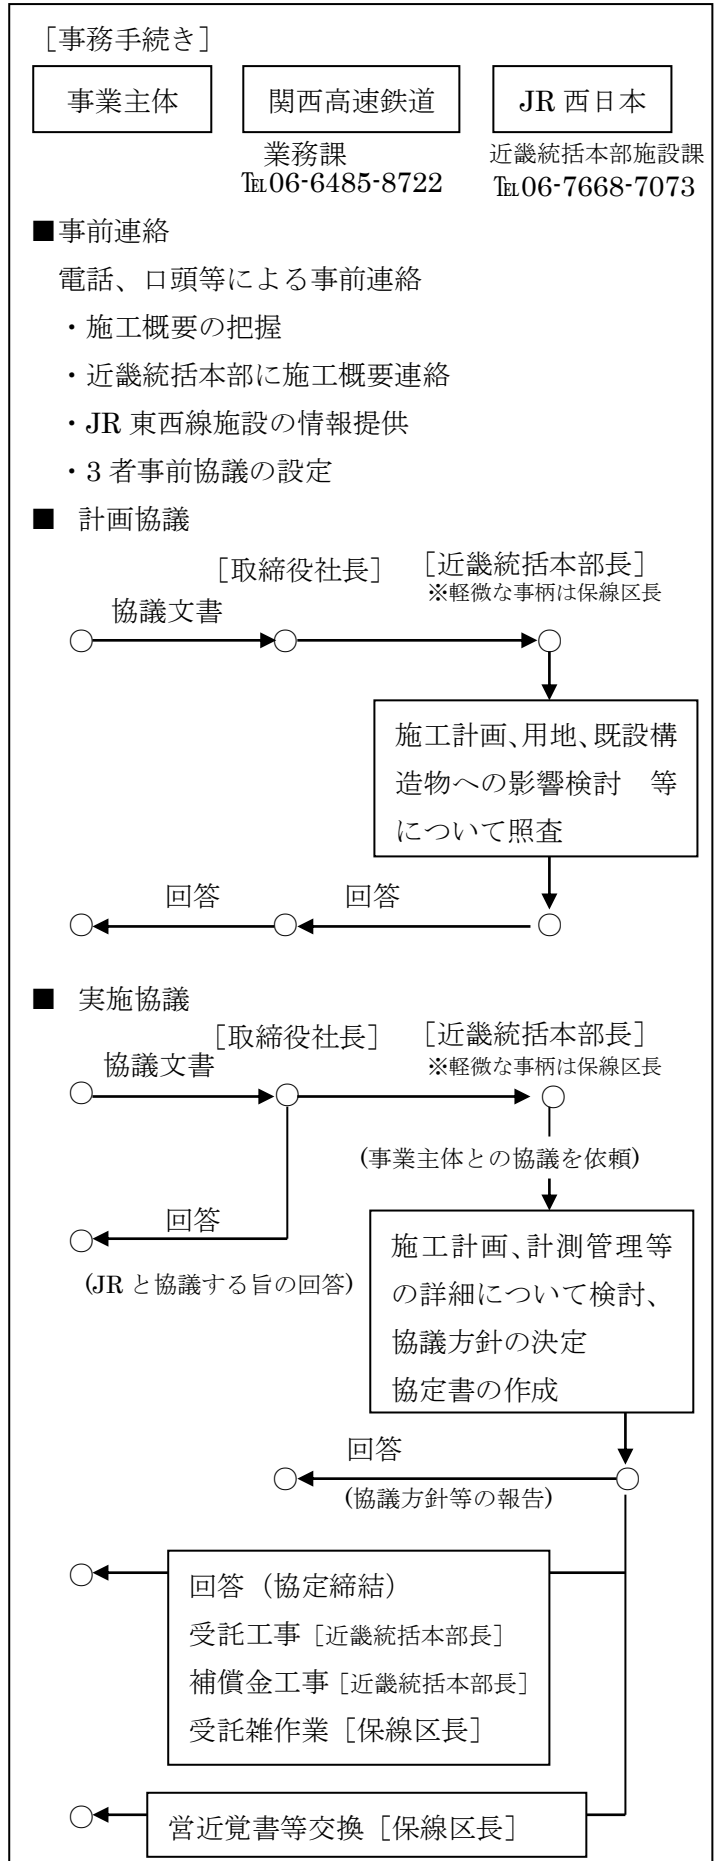 ［事務手続き］
事業主体
関西高速鉄道
JR 西日本
業務課
℡06-6485-8722
近畿統括本部施設課
℡06-7668-7073
■事前連絡
電話、口頭等による事前連絡
・施工概要の把握
・近畿統括本部に施工概要連絡
・JR 東西線施設の情報提供
・3 者事前協議の設定
■ 計画協議
［取締役社長］
［近畿統括本部長］
※軽微な事柄は保線区長
協議文書
施工計画、用地、既設構
造物への影響検討　等
について照査
回答
回答
■ 実施協議
［取締役社長］
［近畿統括本部長］
※軽微な事柄は保線区長
協議文書
(事業主体との協議を依頼)
回答
(JR と協議する旨の回答)
施工計画、計測管理等
の詳細について検討、
協議方針の決定
協定書の作成
回答
(協議方針等の報告)
回答（協定締結）
受託工事［近畿統括本部長］
補償金工事［近畿統括本部長］
受託雑作業［保線区長］
営近覚書等交換［保線区長］